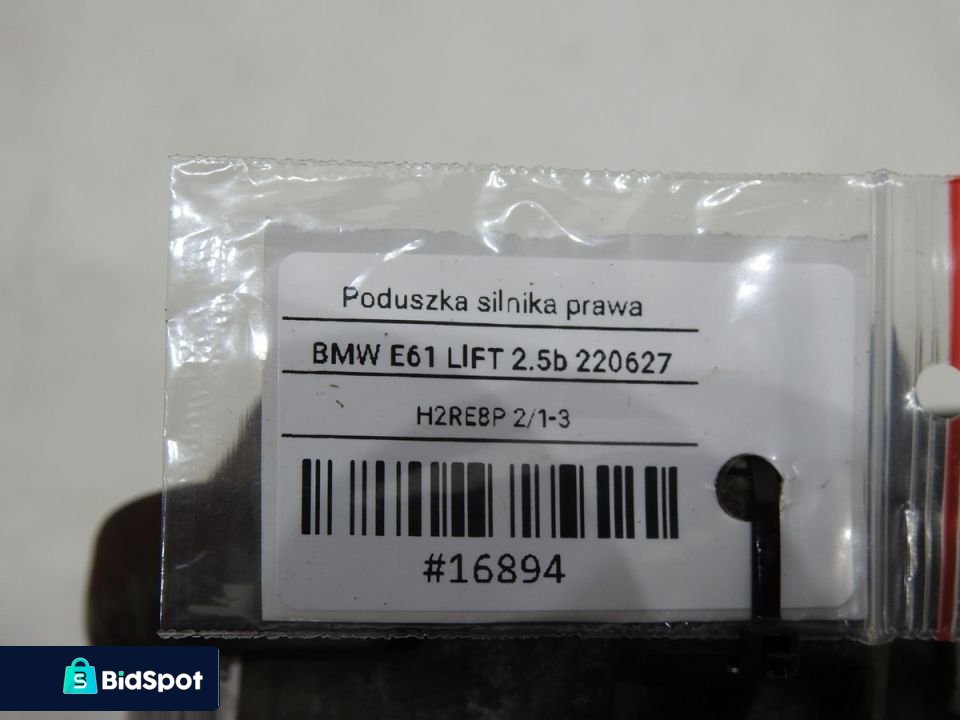 Poduszka silnika prawa
BMW E61 LIFT 2.5b 220627
H2RE8P 2/1-3
#16894
BidSpot